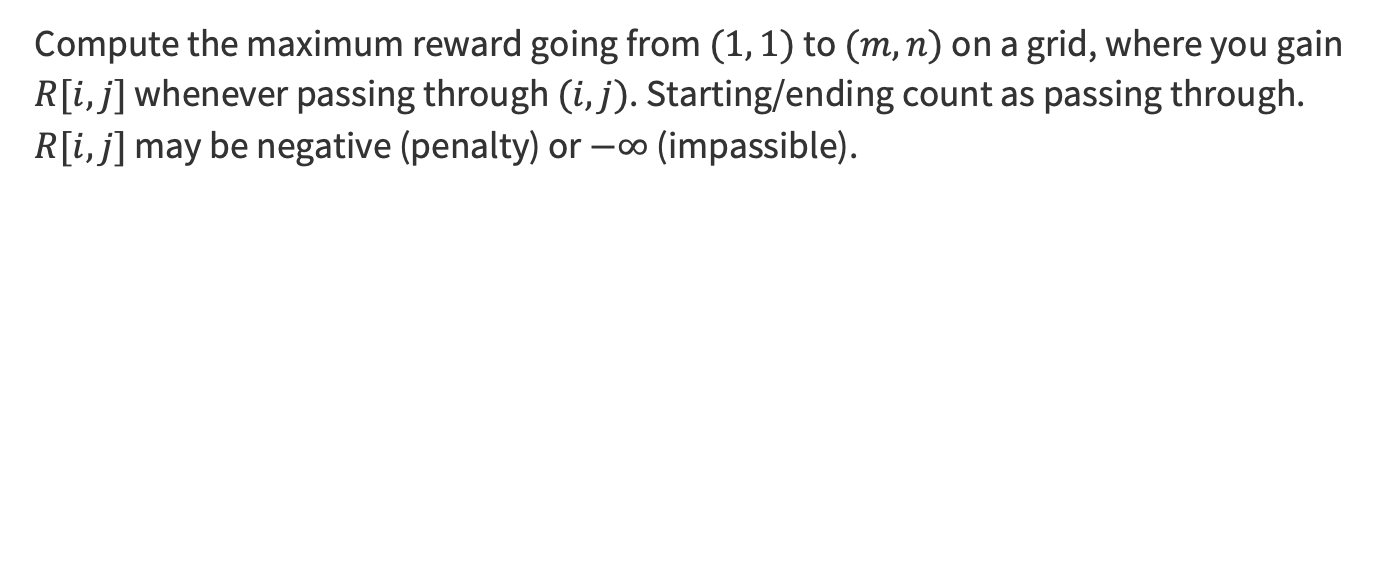 Compute the maximum reward going from (1, 1) to (m, n) on a grid, where you gain
R[i, j] whenever passing through (i, j). Starting/ending count as passing through.
R[i, j] may be negative (penalty) or −∞ (impassible).